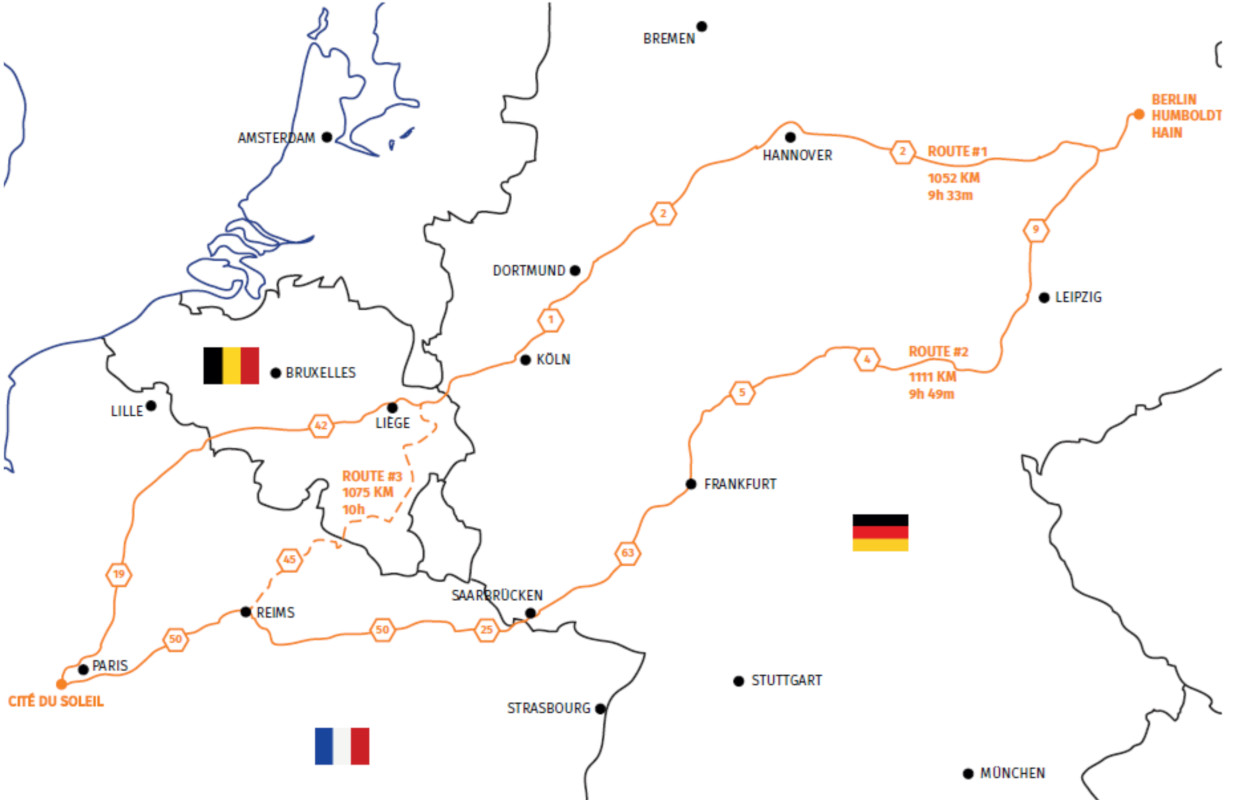 BREMEN
BERLIN
HUMBOLDT
HAIN
AMSTERDAM
HANNOVER
2
ROUTE #1
1052 KM
9h 33m
2
9
DORTMUND
LEIPZIG
1
KÖLN
ROUTE #2
1111 KM
9h 49m
4
5
BRUXELLES
LILLE
LIÈGE
42
ROUTE #3
1075 KM
10h
FRANKFURT
63
45
19
SAARBRÜCKEN
REIMS
50
50
25
PARIS
CITÉ DU SOLEIL
STUTTGART
STRASBOURG
MÜNCHEN